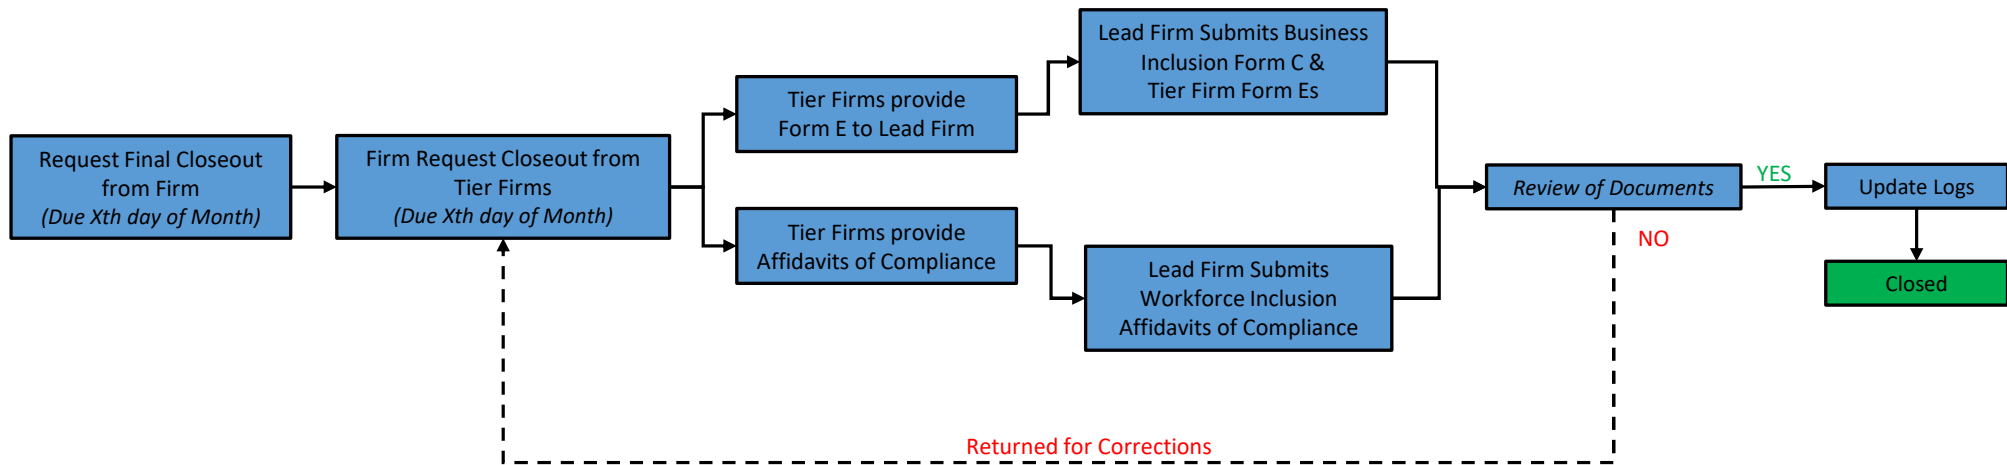 Request Final Closeout
from Firm
(Due Xth day of Month)
Firm Request Closeout from
Tier Firms
(Due Xth day of Month)
Tier Firms provide
Form E to Lead Firm
Tier Firms provide
Affidavits of Compliance
Lead Firm Submits Business
Inclusion Form C &
Tier Firm Form Es
Lead Firm Submits
Workforce Inclusion
Affidavits of Compliance
Review of Documents
YES
NO
Update Logs
Closed
Returned for Corrections